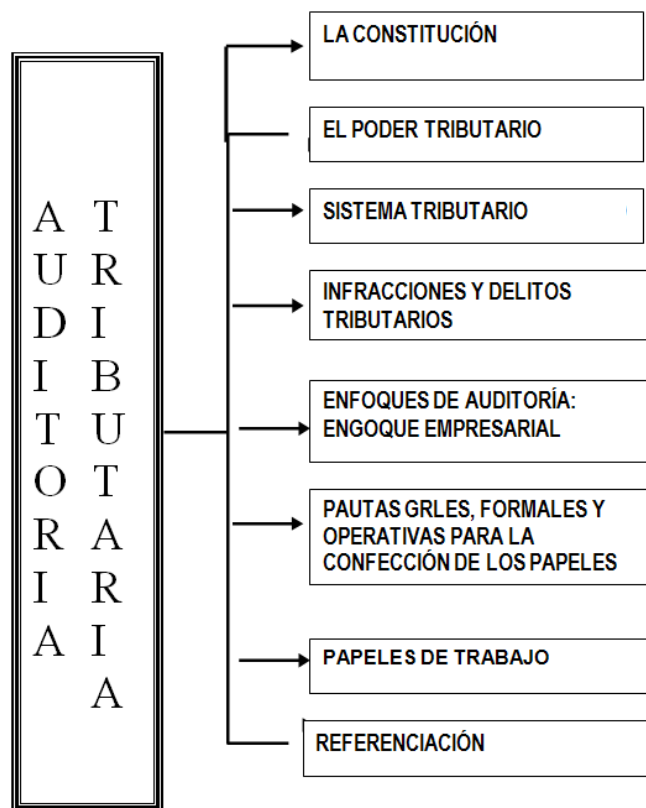 AUDITORIA
TRIBUTARIA
LA CONSTITUCIÓN
EL PODER TRIBUTARIO
SISTEMA TRIBUTARIO
INFRACCIONES Y DELITOS
TRIBUTARIOS
ENFOQUES DE AUDITORÍA:
ENGOQUE EMPRESARIAL
PAUTAS GRLES, FORMALES Y
OPERATIVAS PARA LA
CONFECCIÓN DE LOS PAPELES
PAPELES DE TRABAJO
REFERENCIACIÓN